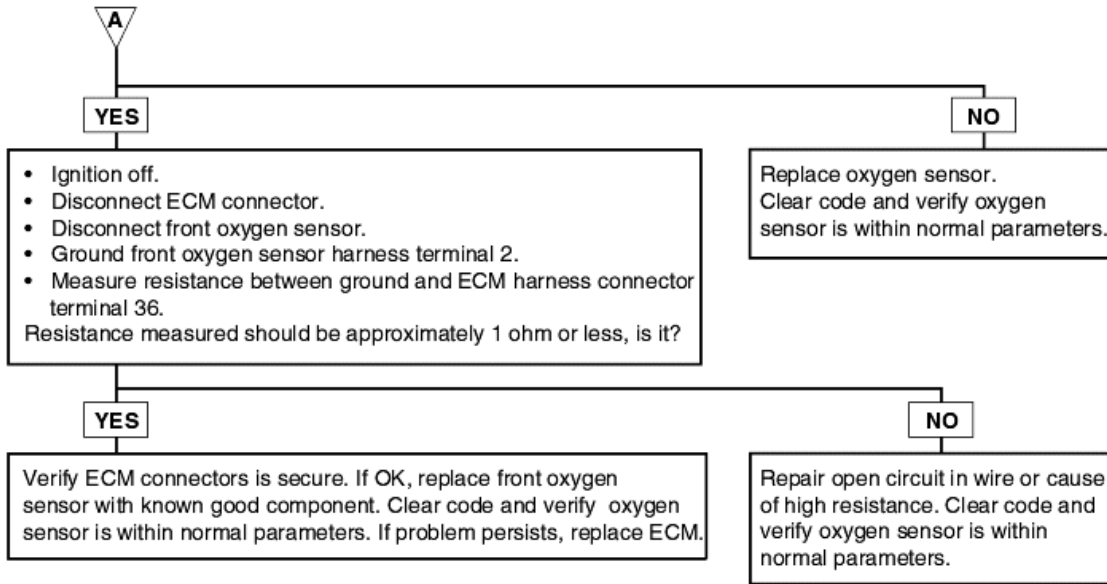 A
YES
NO
• Ignition off.
• Disconnect ECM connector.
• Disconnect front oxygen sensor.
• Ground front oxygen sensor harness terminal 2.
• Measure resistance between ground and ECM harness connector
terminal 36.
Resistance measured should be approximately 1 ohm or less, is it?
Replace oxygen sensor.
Clear code and verify oxygen
sensor is within normal parameters.
YES
NO
Verify ECM connectors is secure. If OK, replace front oxygen
sensor with known good component. Clear code and verify oxygen
sensor is within normal parameters. If problem persists, replace ECM.
Repair open circuit in wire or cause
of high resistance. Clear code and
verify oxygen sensor is within
normal parameters.